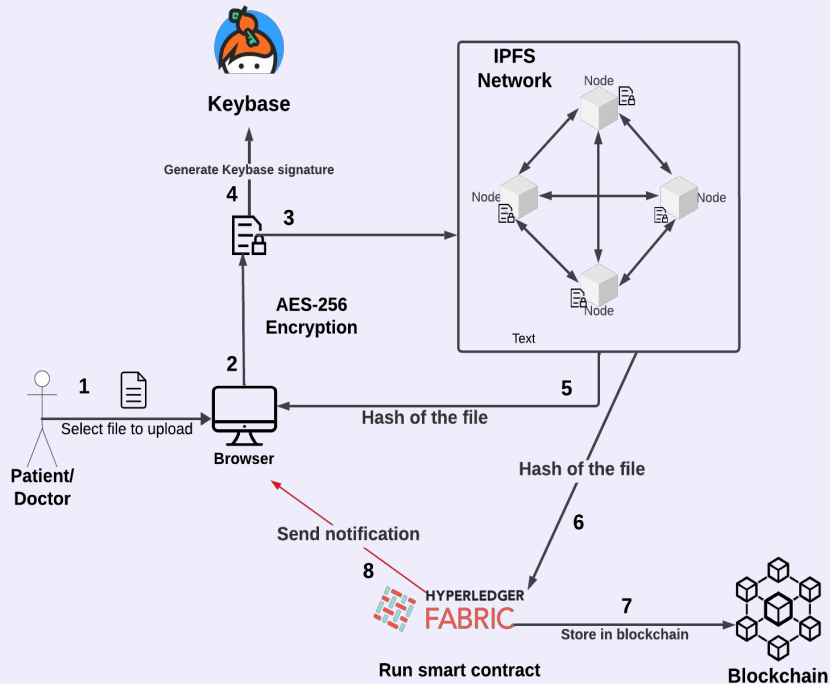 IPFS
Network
Node
Keybase
Generate Keybase signature
4
3
Node
Node
AES-256
Encryption
Node
Text
2
1
5
Select file to upload
Hash of the file
Browser
Patient/
Doctor
Hash of the file
6
Send notification
8
HYPERLEDGER
FABRIC
7
Store in blockchain
Run smart contract
Blockchain